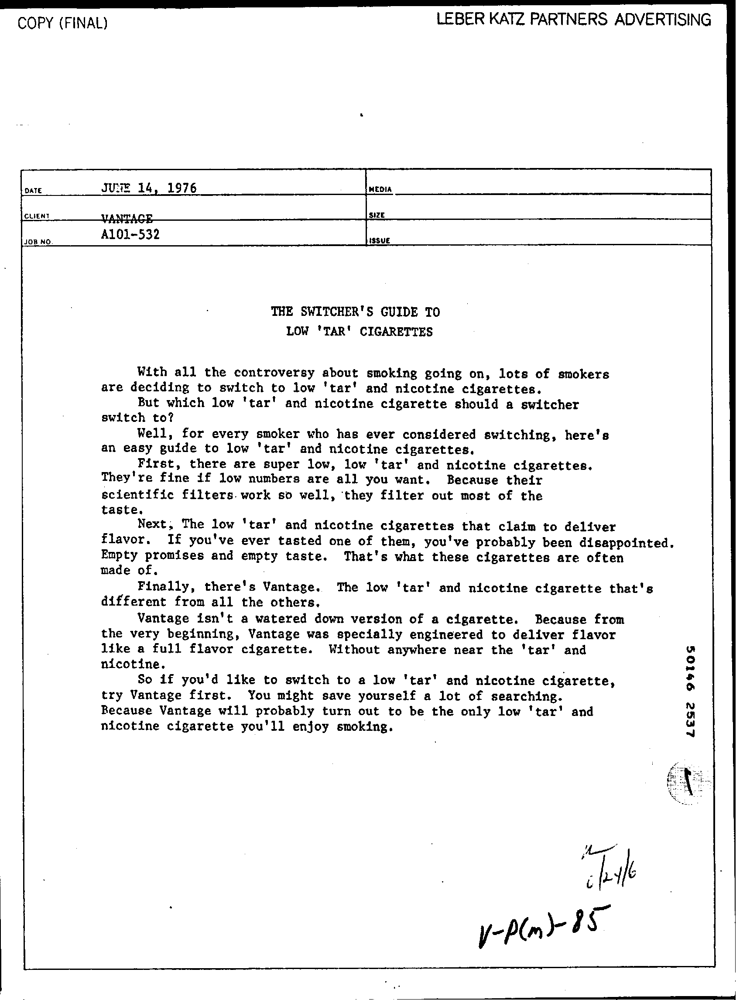 COPY (FINAL)
LEBER KATZ PARTNERS ADVERTISING
DATE JUNE 14, 1976
MEDIA
CLIENT VANTAGE
SIZE
JOB NO. A101-532
ISSUE
THE SWITCHER'S GUIDE TO
LOW 'TAR' CIGARETTES
With all the controversy about smoking going on, lots of smokers
are deciding to switch to low 'tar' and nicotine cigarettes.
But which low 'tar' and nicotine cigarette should a switcher
switch to?
Well, for every smoker who has ever considered switching, here's
an easy guide to low 'tar' and nicotine cigarettes.
First, there are super low, low 'tar' and nicotine cigarettes.
They're fine if low numbers are all you want. Because their
scientific filters work so well, they filter out most of the
taste.
Next, The low 'tar' and nicotine cigarettes that claim to deliver
flavor. If you've ever tasted one of them, you've probably been disappointed.
Empty promises and empty taste. That's what these cigarettes are often
made of.
Finally, there's Vantage. The low 'tar' and nicotine cigarette that's
different from all the others.
Vantage isn't a watered down version of a cigarette. Because from
the very beginning, Vantage was specially engineered to deliver flavor
like a full flavor cigarette. Without anywhere near the 'tar' and
nicotine.
So if you'd like to switch to a low 'tar' and nicotine cigarette,
try Vantage first. You might save yourself a lot of searching.
Because Vantage will probably turn out to be the only low 'tar' and
nicotine cigarette you'll enjoy smoking.
50146 2537
1
V-P(m)-85